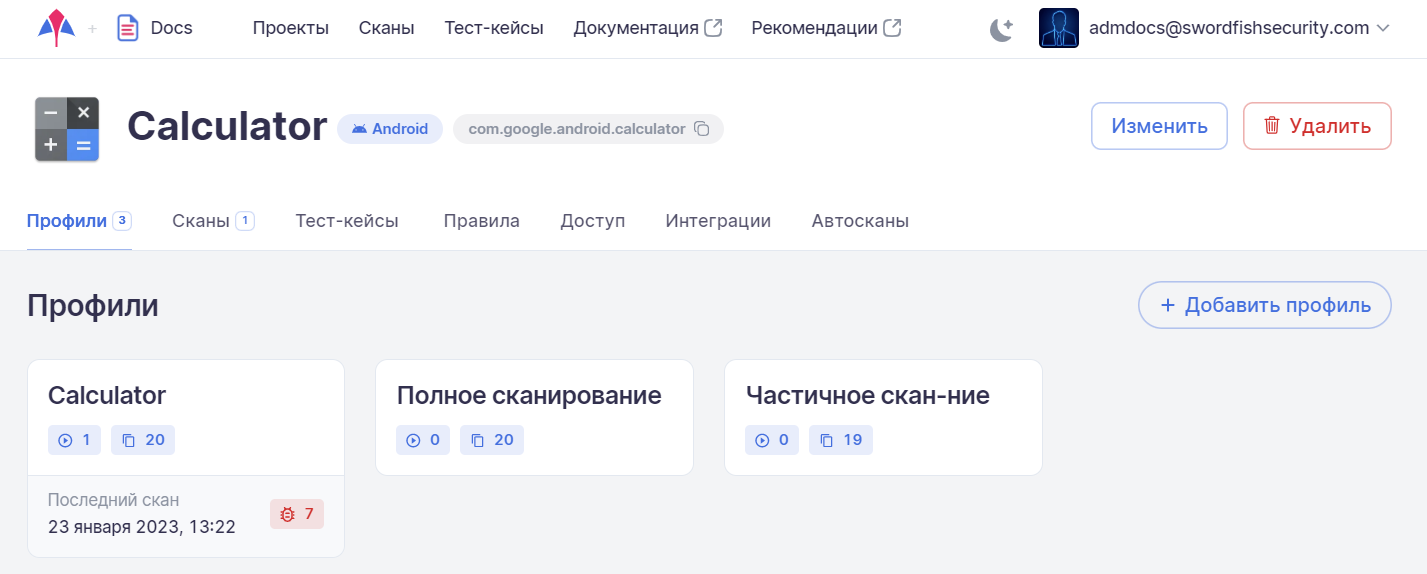 Docs Проекты Сканы Тест-кейсы Документация Рекомендации admdocs@swordfishsecurity.com
Calculator Android com.google.android.calculator Изменить Удалить
Профили 3 Сканы 1 Тест-кейсы Правила Доступ Интеграции Автосканы
Профили + Добавить профиль
Calculator Полное сканирование Частичное скан-ние
1 20 0 20 0 19
Последний скан
23 января 2023, 13:22 7